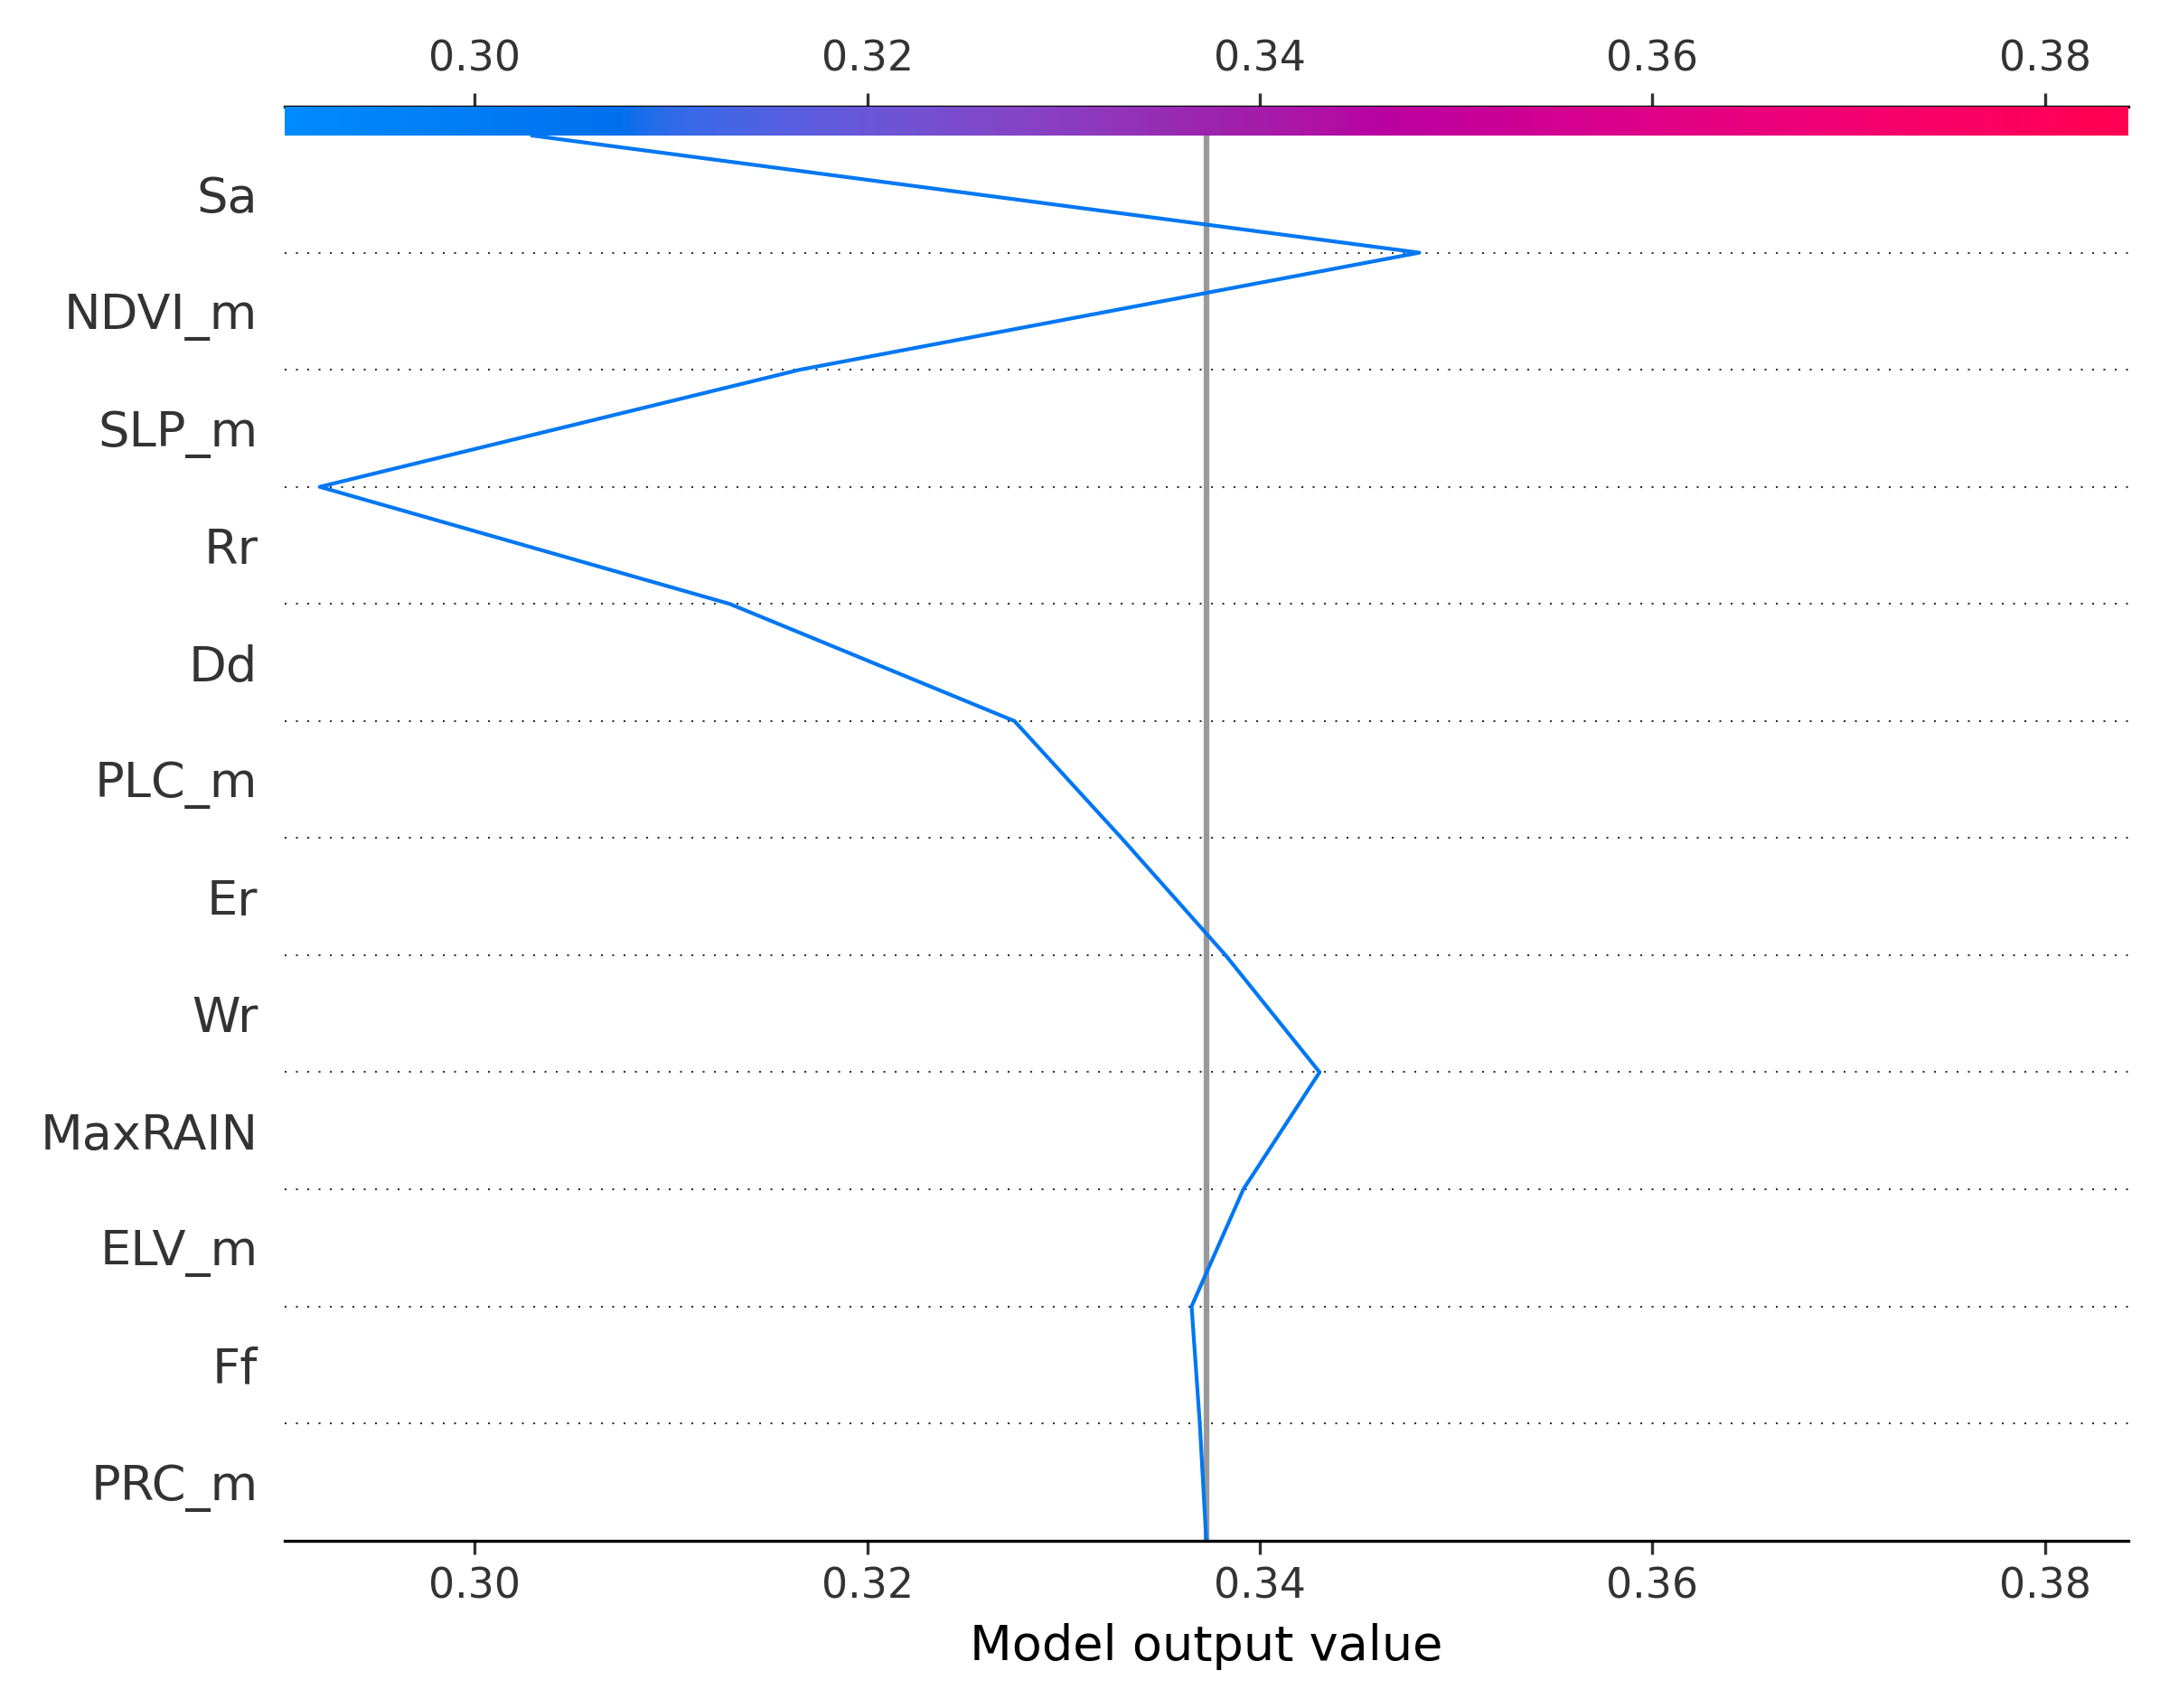 0.30 0.32 0.34 0.36 0.38
Sa
NDVI_m
SLP_m
Rr
Dd
PLC_m
Er
Wr
MaxRAIN
ELV_m
Ff
PRC_m
0.30 0.32 0.34 0.36 0.38
Model output value